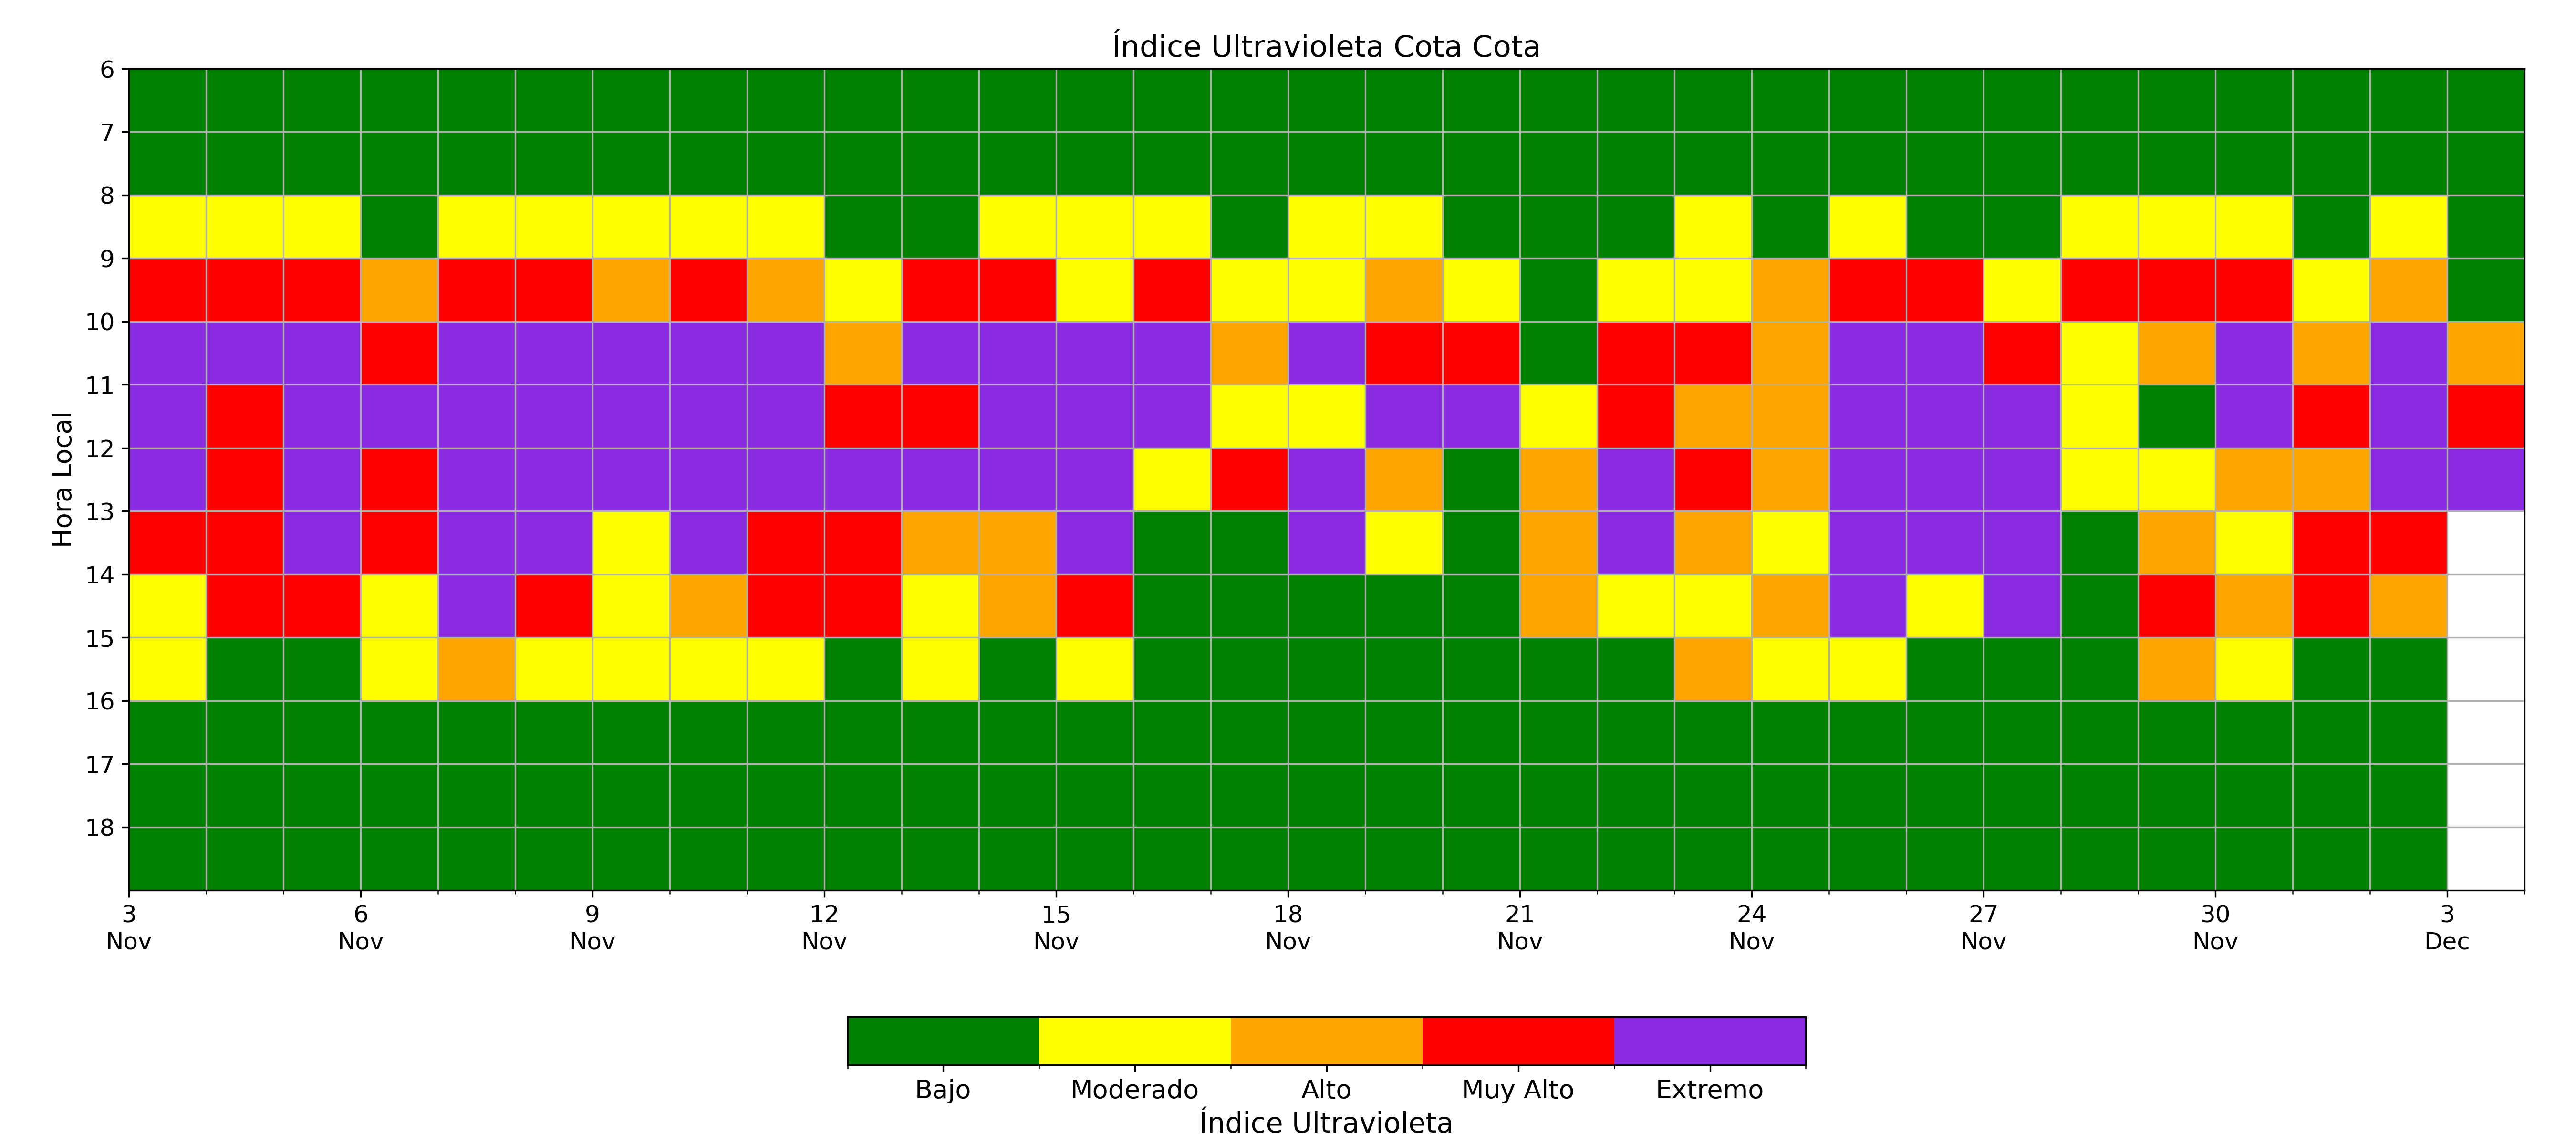 Índice Ultravioleta Cota Cota
Hora Local
6
7
8
9
10
11
12
13
14
15
16
17
18
3 6 9 12 15 18 21 24 27 30 3
Nov Nov Nov Nov Nov Nov Nov Nov Nov Nov Dec
Bajo Moderado Alto Muy Alto Extremo
Índice Ultravioleta